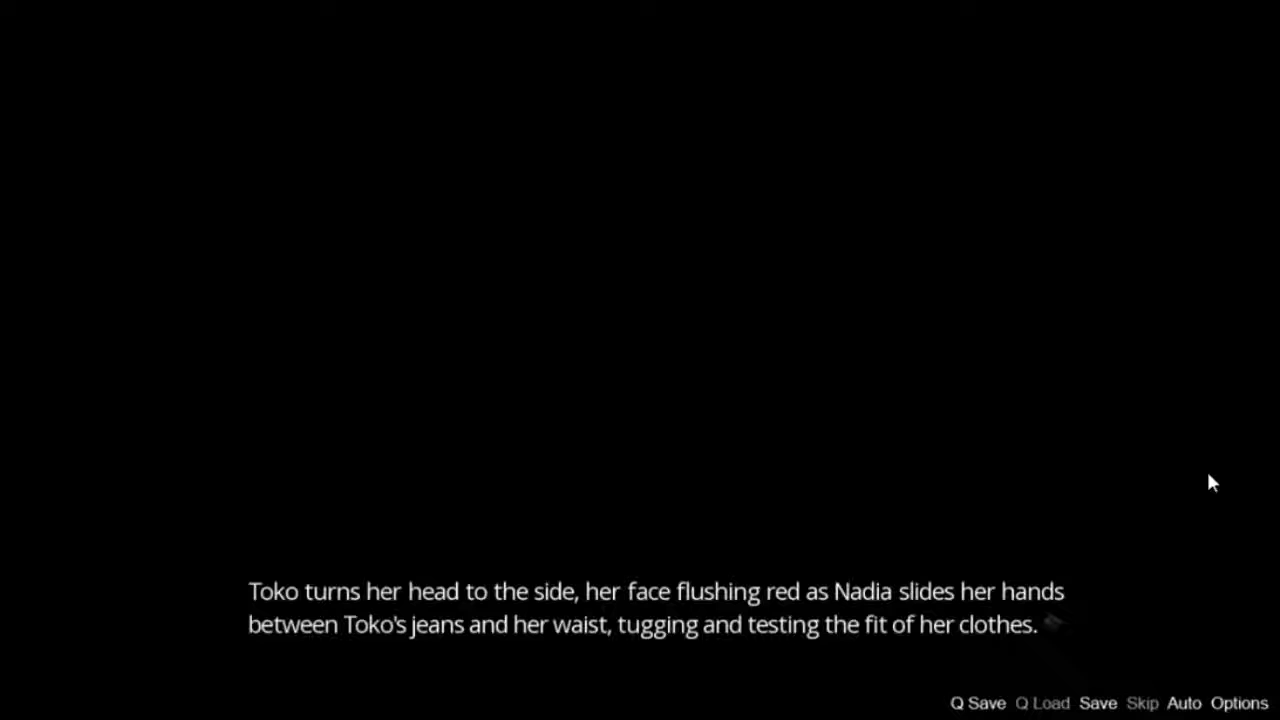 Toko turns her head to the side, her face flushing red as Nadia slides her hands
between Toko's jeans and her waist, tugging and testing the fit of her clothes.
Q Save Q Load Save Skip Auto Options